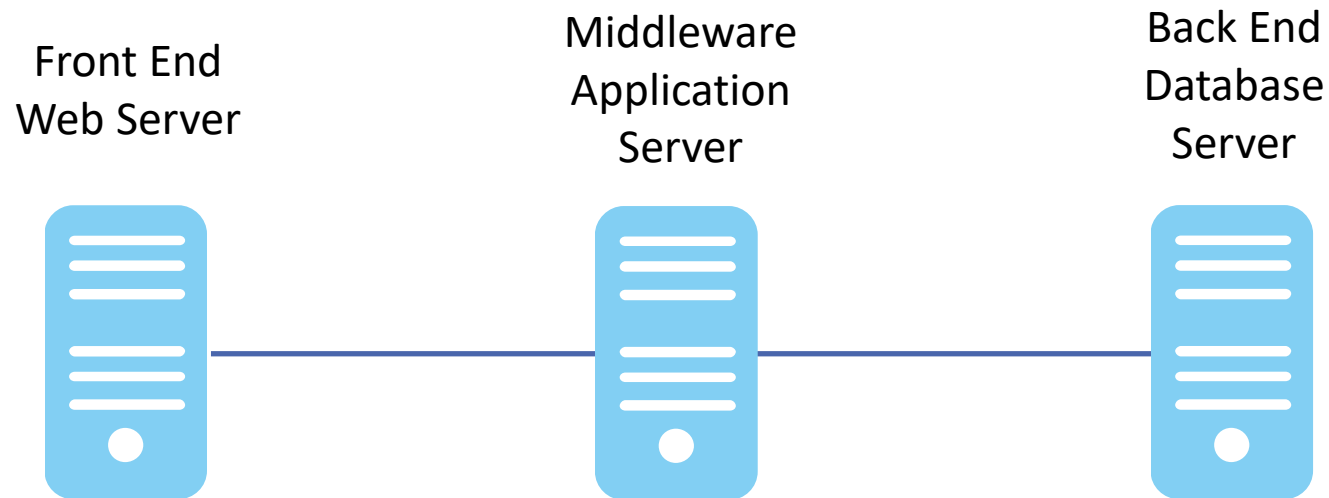 Front End
Web Server
Middleware
Application
Server
Back End
Database
Server